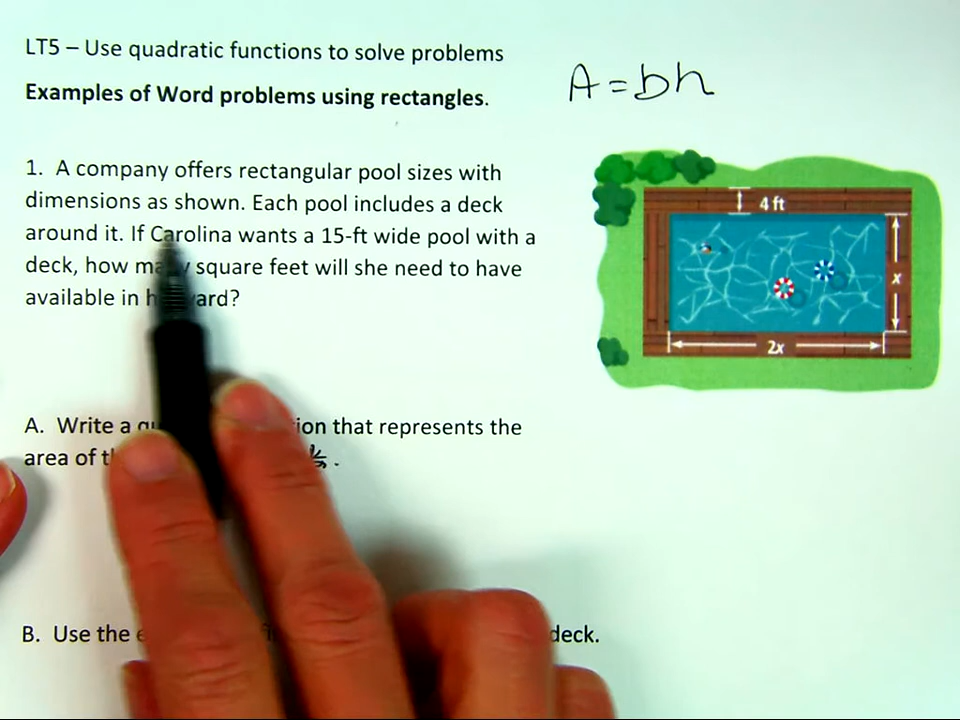 LT5 – Use quadratic functions to solve problems
Examples of Word problems using rectangles.
A = bh
1. A company offers rectangular pool sizes with
dimensions as shown. Each pool includes a deck
around it. If Carolina wants a 15-ft wide pool with a
deck, how many square feet will she need to have
available in yard?
4 ft
x
2x
A. Write a that represents the
area of
B. Use the deck.